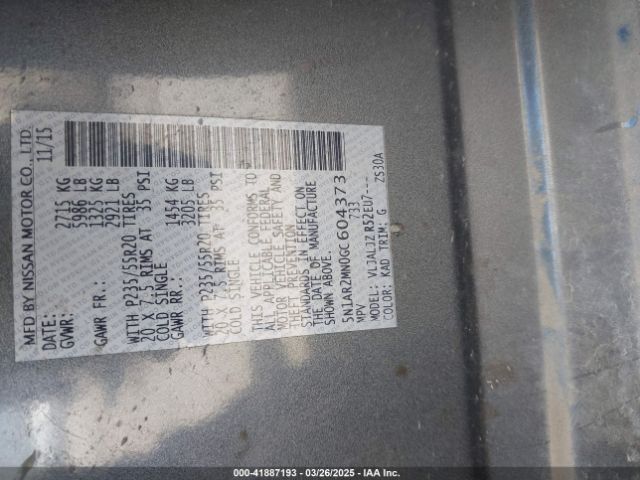 MFD BY NISSAN MOTOR CO., LTD.
DATE: 11/15
GVWR: 2715 KG
5986 LB
GAWR FR.: 1325 KG
2921 LB
WITH P235/55R20 TIRES
20 X 7.5 RIMS AT 35 PSI
COLD SINGLE
GAWR RR.: 1454 KG
3205 LB
WITH P235/55R20 TIRES
20 X 7.5 RIMS AT 35 PSI
COLD SINGLE
THIS VEHICLE CONFORMS TO
ALL APPLICABLE FEDERAL
MOTOR VEHICLE SAFETY AND
THEFT PREVENTION
STANDARDS IN EFFECT ON
THE DATE OF MANUFACTURE
SHOWN ABOVE.
5N1AR2MN0GC604373
MPV 733
MODEL: VLJALJZ R52EU7----
COLOR: KAD TRIM: G ZS30A
000-41887193 - 03/26/2025 - IAA Inc.